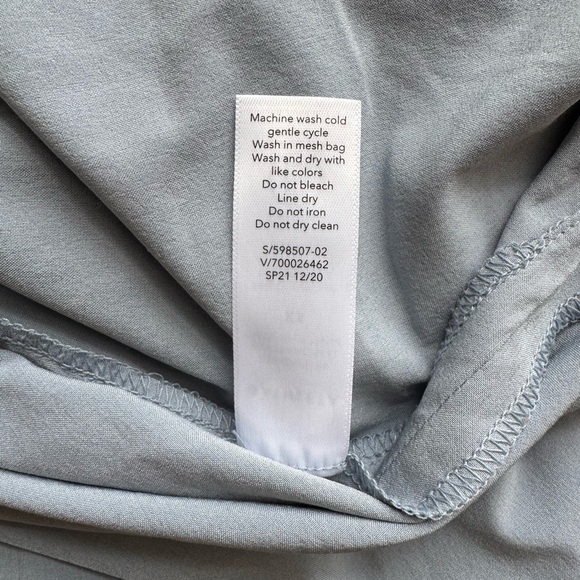 Machine wash cold
gentle cycle
Wash in mesh bag
Wash and dry with
like colors
Do not bleach
Line dry
Do not iron
Do not dry clean
S/598507-02
V/700026462
SP21 12/20